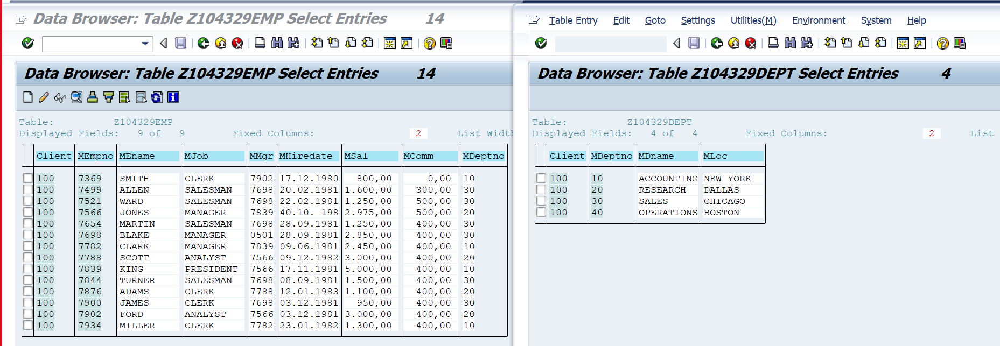 Data Browser: Table Z104329EMP Select Entries 14
Data Browser: Table Z104329EMP Select Entries 14
Table: Z104329EMP
Displayed Fields: 9 of 9 Fixed Columns: 2 List Width
Client MEmpno MEname MJob MMgr MHiredate MSal MComm MDeptno
100 7369 SMITH CLERK 7902 17.12.1980 800,00 0,00 10
100 7499 ALLEN SALESMAN 7698 20.02.1981 1.600,00 300,00 30
100 7521 WARD SALESMAN 7698 22.02.1981 1.250,00 500,00 30
100 7566 JONES MANAGER 7839 40.10. 198 2.975,00 500,00 20
100 7654 MARTIN SALESMAN 7698 28.09.1981 1.250,00 400,00 30
100 7698 BLAKE MANAGER 0501 28.09.1981 2.850,00 400,00 30
100 7782 CLARK MANAGER 7839 09.06.1981 2.450,00 400,00 10
100 7788 SCOTT ANALYST 7566 09.12.1982 3.000,00 400,00 20
100 7839 KING PRESIDENT 7566 17.11.1981 5.000,00 400,00 10
100 7844 TURNER SALESMAN 7698 08.09.1981 1.500,00 400,00 30
100 7876 ADAMS CLERK 7788 12.01.1983 1.100,00 400,00 20
100 7900 JAMES CLERK 7698 03.12.1981 950,00 400,00 30
100 7902 FORD ANALYST 7566 03.12.1981 3.000,00 400,00 20
100 7934 MILLER CLERK 7782 23.01.1982 1.300,00 400,00 10
Table Entry Edit Goto Settings Utilities(M) Environment System Help
Data Browser: Table Z104329DEPT Select Entries 4
Table: Z104329DEPT
Displayed Fields: 4 of 4 Fixed Columns: 2 List
Client MDeptno MDname MLoc
100 10 ACCOUNTING NEW YORK
100 20 RESEARCH DALLAS
100 30 SALES CHICAGO
100 40 OPERATIONS BOSTON